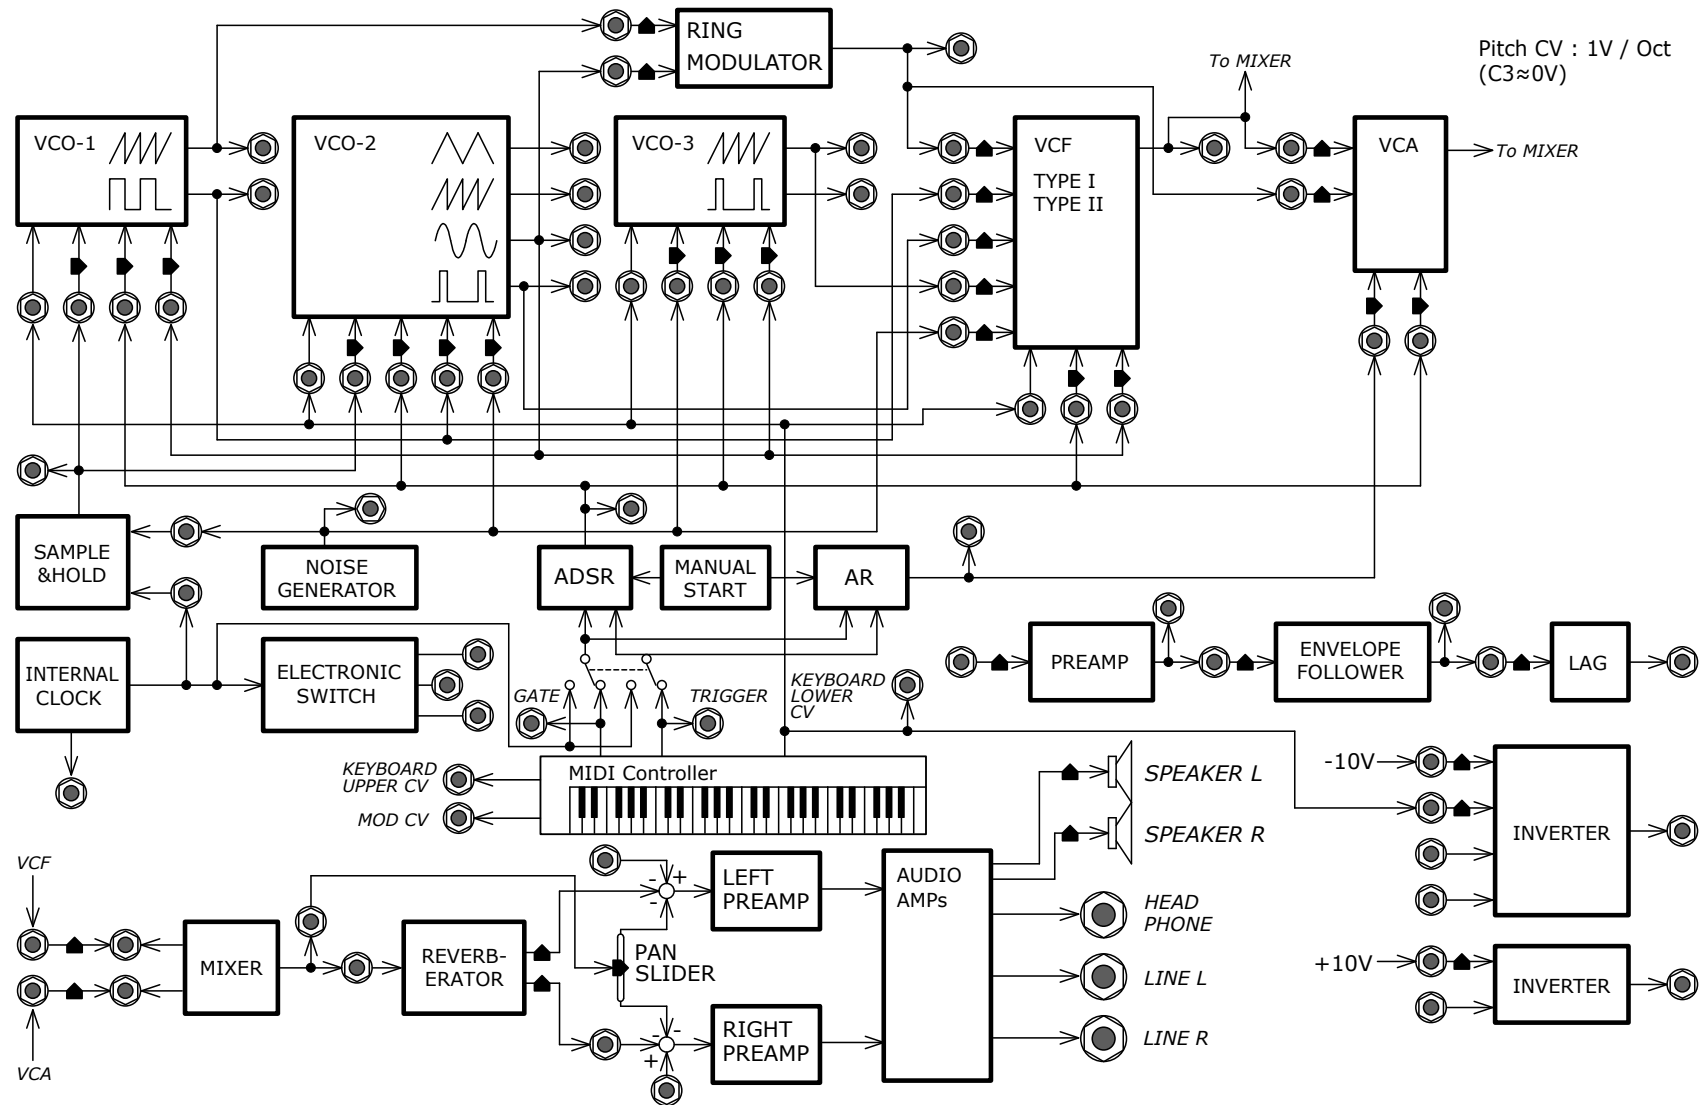 RING
MODULATOR
To MIXER
Pitch CV : 1V / Oct
(C3≈0V)
VCO-1
VCO-2
VCO-3
VCF
TYPE I
TYPE II
VCA
To MIXER
SAMPLE
&HOLD
NOISE
GENERATOR
ADSR
MANUAL
START
AR
INTERNAL
CLOCK
ELECTRONIC
SWITCH
GATE
TRIGGER
KEYBOARD
LOWER
CV
PREAMP
ENVELOPE
FOLLOWER
LAG
KEYBOARD
UPPER CV
MOD CV
MIDI Controller
SPEAKER L
SPEAKER R
-10V
INVERTER
VCF
MIXER
VCA
REVERB-
ERATOR
-
+
-
PAN
SLIDER
-
-
+
LEFT
PREAMP
RIGHT
PREAMP
AUDIO
AMPs
HEAD
PHONE
LINE L
LINE R
+10V
INVERTER